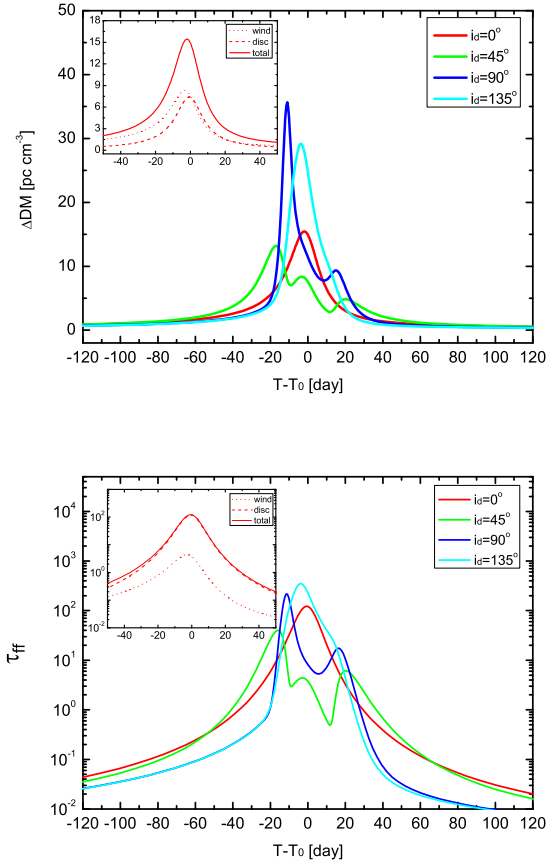 50
40
30
20
10
0
ΔDM [pc cm⁻³]
18
15
12
9
6
3
0
-40 -20 0 20 40
wind
disc
total
i_d=0°
i_d=45°
i_d=90°
i_d=135°
-120 -100 -80 -60 -40 -20 0 20 40 60 80 100 120
T-T₀ [day]
10⁴
10³
10²
10¹
10⁰
10⁻¹
10⁻²
τ_ff
10²
10⁰
10⁻²
-40 -20 0 20 40
wind
disc
total
i_d=0°
i_d=45°
i_d=90°
i_d=135°
-120 -100 -80 -60 -40 -20 0 20 40 60 80 100 120
T-T₀ [day]